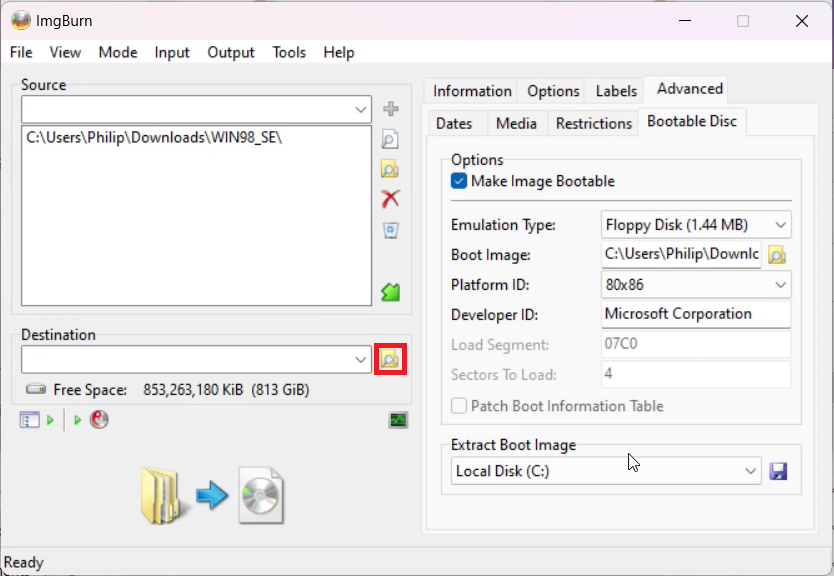 ImgBurn
File View Mode Input Output Tools Help
Source
C:\Users\Philip\Downloads\WIN98_SE\
Destination
Free Space: 853,263,180 KiB (813 GiB)
Information Options Labels Advanced
Dates Media Restrictions Bootable Disc
Options
Make Image Bootable
Emulation Type: Floppy Disk (1.44 MB)
Boot Image: C:\Users\Philip\Downlc
Platform ID: 80x86
Developer ID: Microsoft Corporation
Load Segment: 07C0
Sectors To Load: 4
Patch Boot Information Table
Extract Boot Image
Local Disk (C:)
Ready